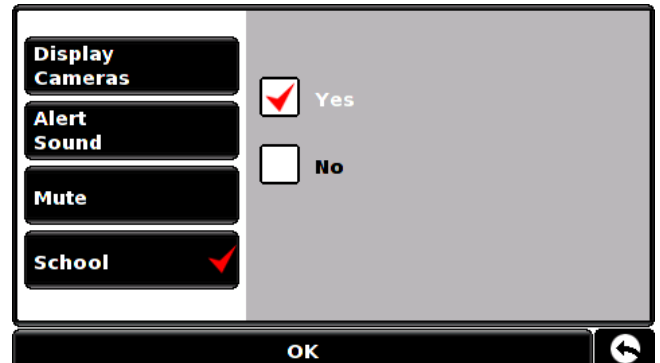 Display
Cameras
Alert
Sound
Mute
School
Yes
No
OK